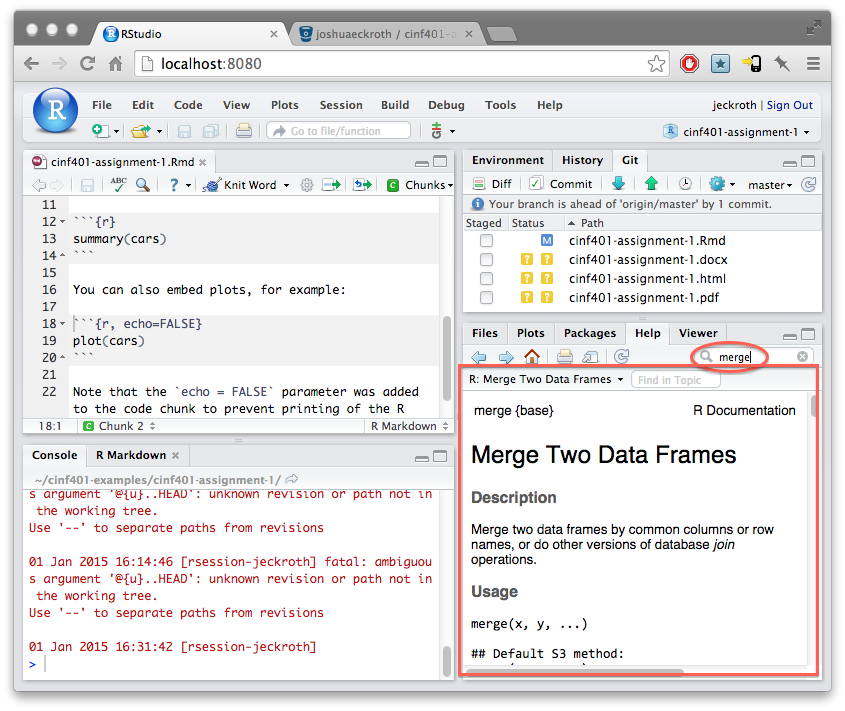 RStudio
joshuaeckroth / cinf401-a
localhost:8080
R
File Edit Code View Plots Session Build Debug Tools Help
jeckroth | Sign Out
Go to file/function
cinf401-assignment-1
cinf401-assignment-1.Rmd
ABC
Knit Word
Chunks
11
12 ```{r}
13 summary(cars)
14 ```
15
16 You can also embed plots, for example:
17
18 ```{r, echo=FALSE}
19 plot(cars)
20 ```
21
22 Note that the `echo = FALSE` parameter was added
to the code chunk to prevent printing of the R
18:1 C Chunk 2 R Markdown
Console R Markdown
~/cinf401-examples/cinf401-assignment-1/
s argument '@{u}..HEAD': unknown revision or path not in
the working tree.
Use '--' to separate paths from revisions
01 Jan 2015 16:14:46 [rsession-jeckroth] fatal: ambiguou
s argument '@{u}..HEAD': unknown revision or path not in
the working tree.
Use '--' to separate paths from revisions
01 Jan 2015 16:31:42 [rsession-jeckroth]
>
Environment History Git
Diff Commit master
Your branch is ahead of 'origin/master' by 1 commit.
Staged Status Path
M cinf401-assignment-1.Rmd
? ? cinf401-assignment-1.docx
? ? cinf401-assignment-1.html
? ? cinf401-assignment-1.pdf
Files Plots Packages Help Viewer
merge
R: Merge Two Data Frames Find in Topic
merge {base} R Documentation
Merge Two Data Frames
Description
Merge two data frames by common columns or row
names, or do other versions of database join
operations.
Usage
merge(x, y, ...)
## Default S3 method: